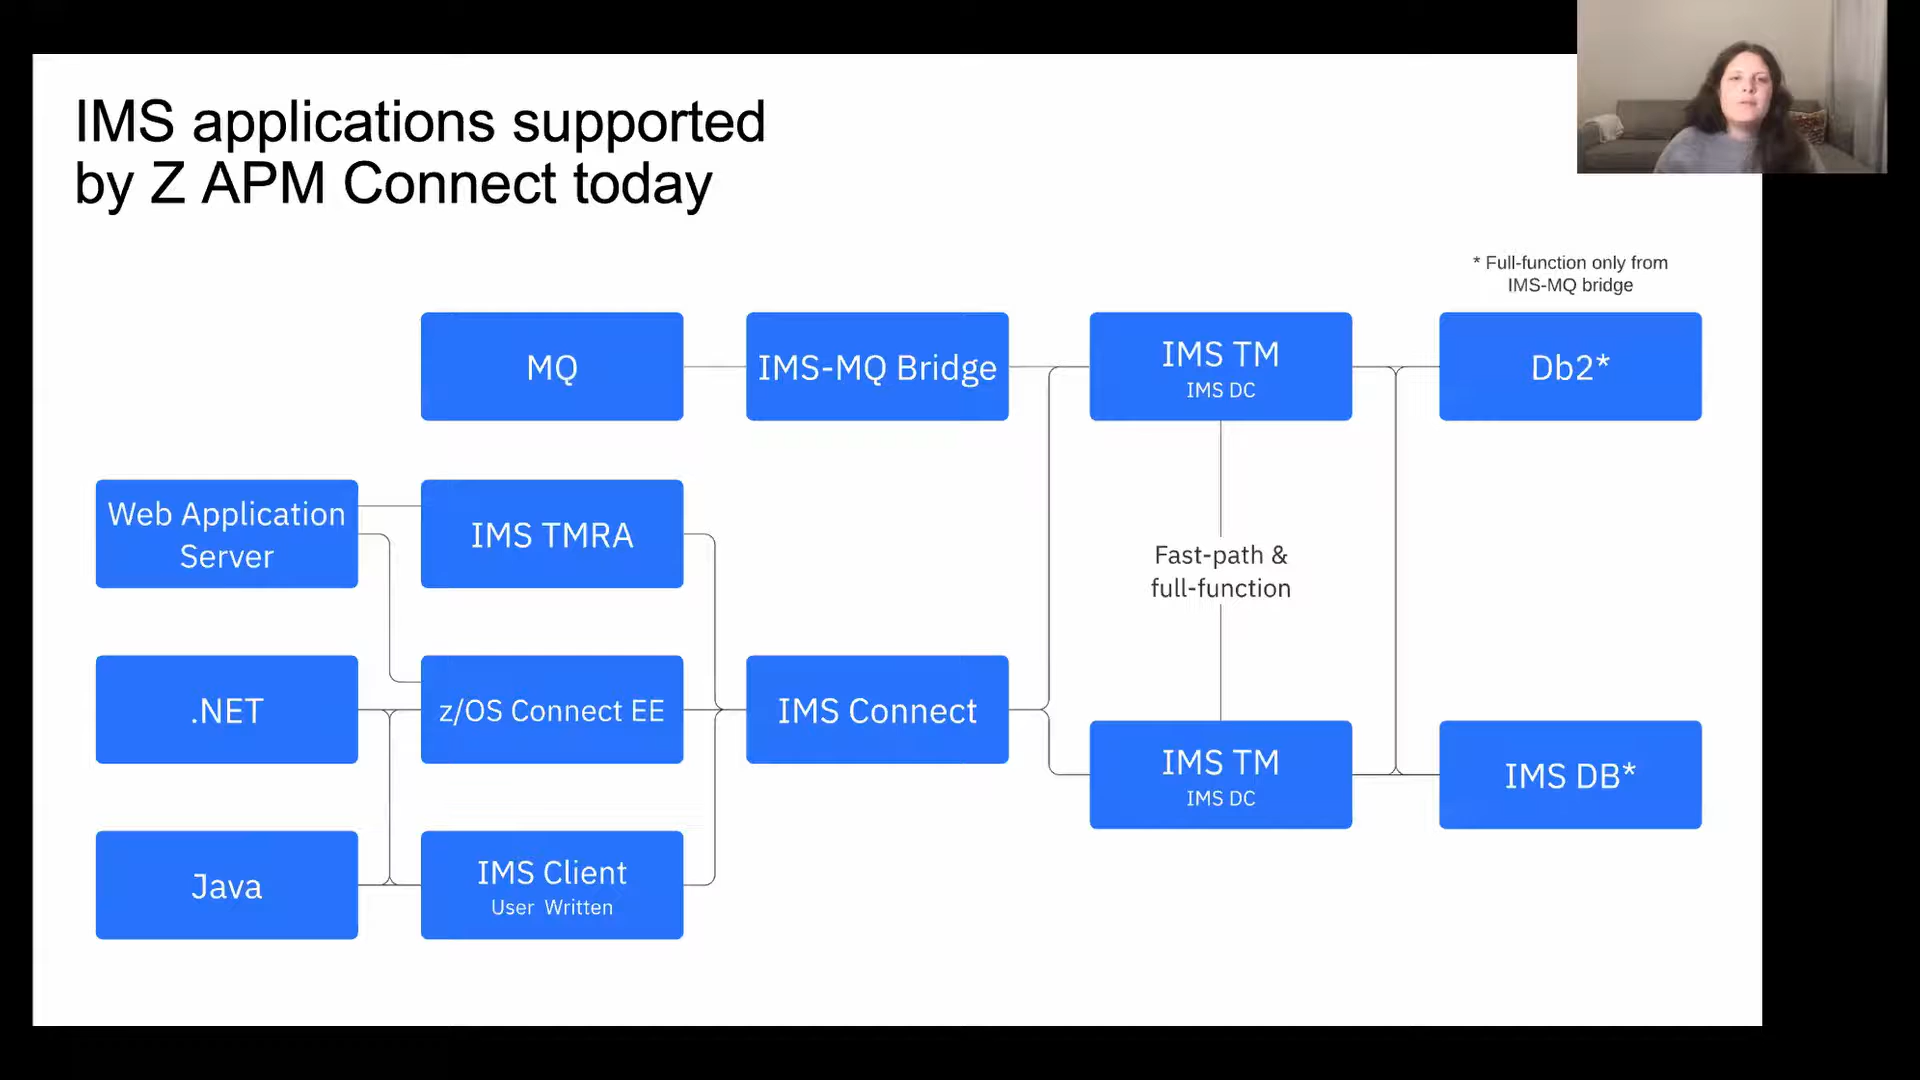 IMS applications supported
by Z APM Connect today
* Full-function only from
IMS-MQ bridge
MQ
IMS-MQ Bridge
IMS TM
IMS DC
Db2*
Web Application
Server
IMS TMRA
Fast-path &
full-function
.NET
z/OS Connect EE
IMS Connect
IMS TM
IMS DC
IMS DB*
Java
IMS Client
User Written